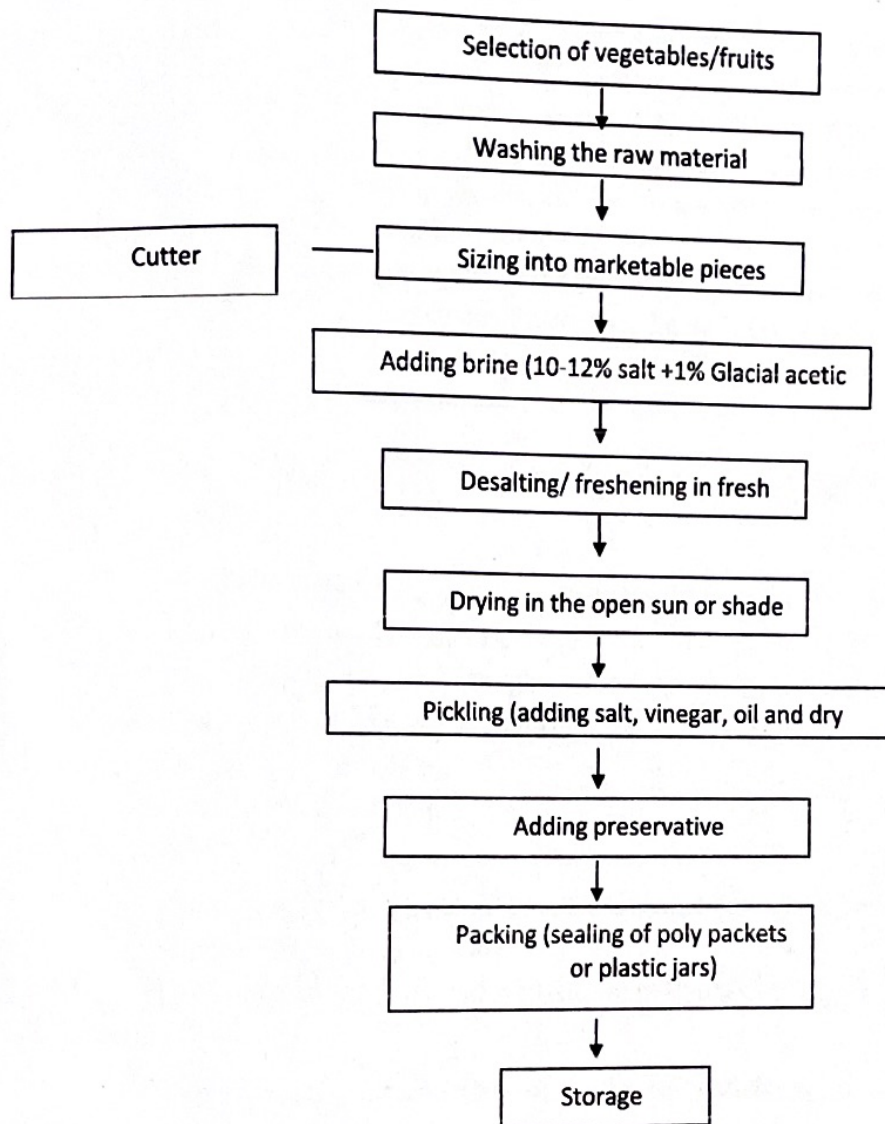 Selection of vegetables/fruits
Washing the raw material
Cutter
Sizing into marketable pieces
Adding brine (10-12% salt +1% Glacial acetic
Desalting/ freshening in fresh
Drying in the open sun or shade
Pickling (adding salt, vinegar, oil and dry
Adding preservative
Packing (sealing of poly packets
or plastic jars)
Storage